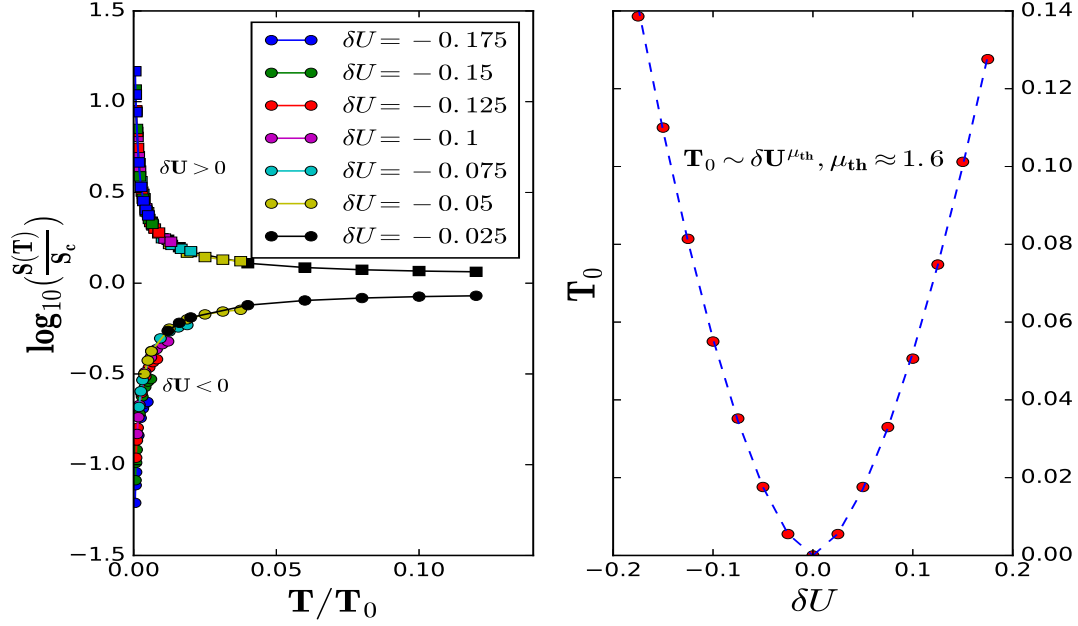 1.5
1.0
0.5
0.0
−0.5
−1.0
−1.5
log10(S(T)/Sc)
δU > 0
δU < 0
δU = −0.175
δU = −0.15
δU = −0.125
δU = −0.1
δU = −0.075
δU = −0.05
δU = −0.025
0.00 0.05 0.10
T/T0
T0 ∼ δU^μth, μth ≈ 1.6
T0
0.14
0.12
0.10
0.08
0.06
0.04
0.02
0.00
−0.2 −0.1 0.0 0.1 0.2
δU